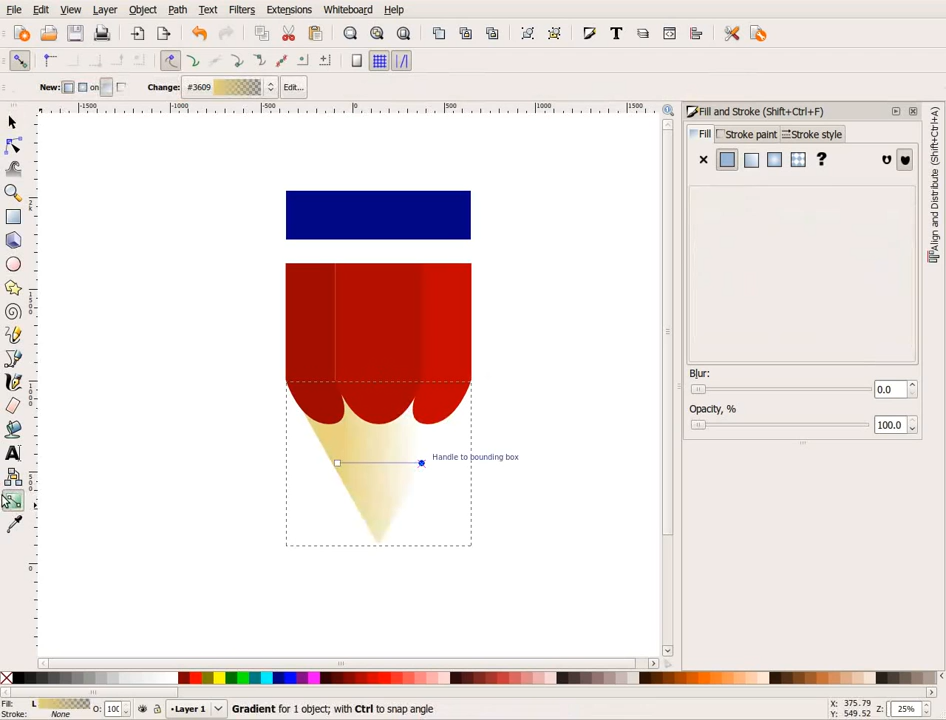 File Edit View Layer Object Path Text Filters Extensions Whiteboard Help
New: on Change: #3609 Edit...
Fill and Stroke (Shift+Ctrl+F)
Fill Stroke paint Stroke style
Align and Distribute (Shift+Ctrl+A)
-1500 -1000 -500 0 500 1000 1500
Blur:
0.0
Opacity, %
100.0
Handle to bounding box
Fill: L
Stroke: None
O: 100
Layer 1
Gradient for 1 object; with Ctrl to snap angle
X: 375.79
Y: 549.52
Z: 25%